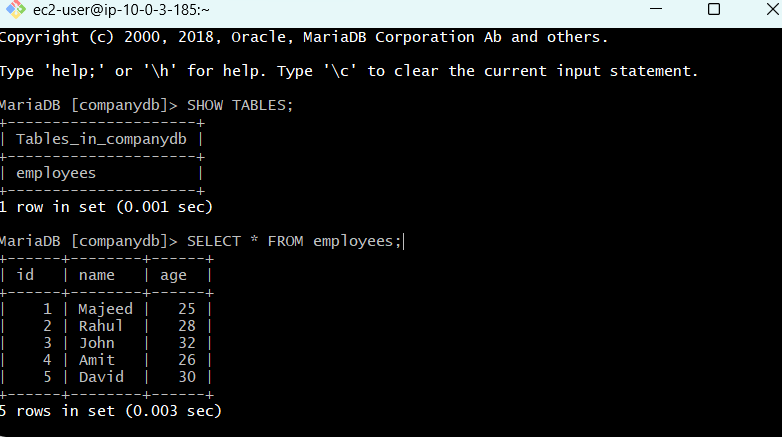 ec2-user@ip-10-0-3-185:~
Copyright (c) 2000, 2018, Oracle, MariaDB Corporation Ab and others.
Type 'help;' or '\h' for help. Type '\c' to clear the current input statement.
MariaDB [companydb]> SHOW TABLES;
+---------------------+
| Tables_in_companydb |
+---------------------+
| employees           |
+---------------------+
1 row in set (0.001 sec)
MariaDB [companydb]> SELECT * FROM employees;
+------+--------+------+
| id   | name   | age  |
+------+--------+------+
|    1 | Majeed |   25 |
|    2 | Rahul  |   28 |
|    3 | John   |   32 |
|    4 | Amit   |   26 |
|    5 | David  |   30 |
+------+--------+------+
5 rows in set (0.003 sec)